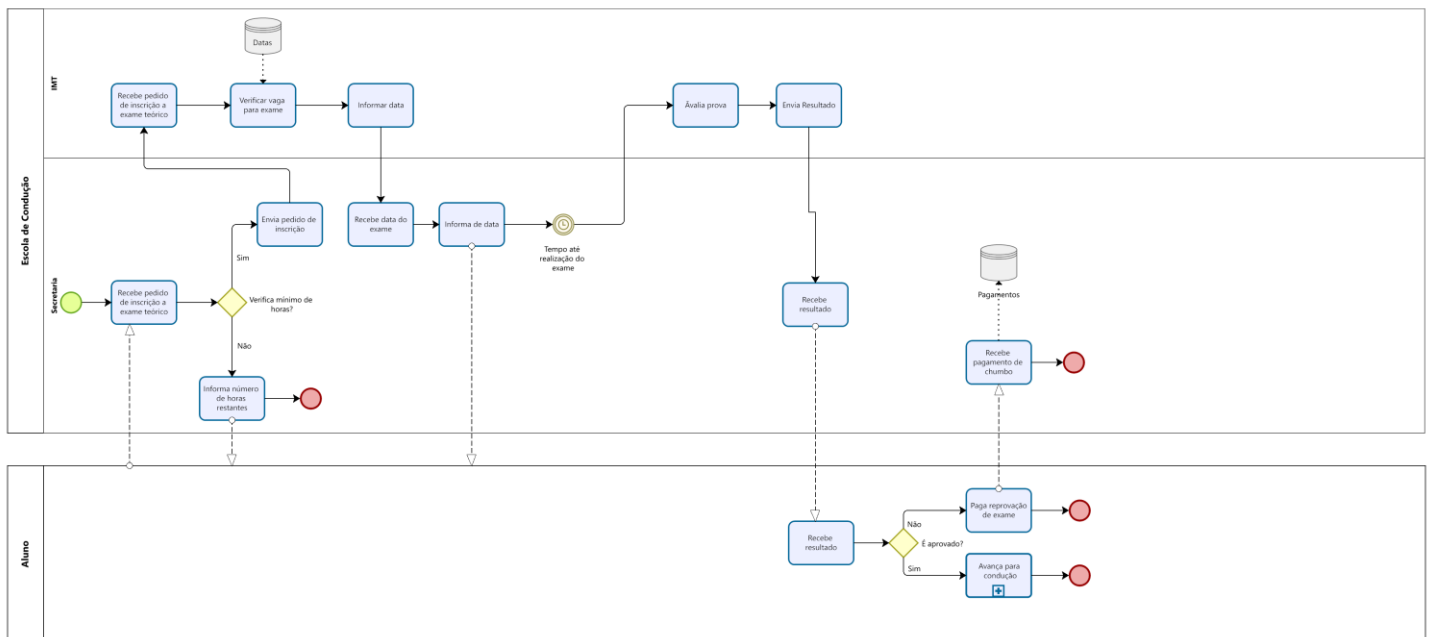 Escola de Condução
IMT
Datas
Recebe pedido
de inscrição a
exame teórico
Verificar vaga
para exame
Informar data
Ávalia prova
Envia Resultado
Secretaria
Envia pedido de
inscrição
Recebe data do
exame
Informa de data
Tempo até
realização do
exame
Sim
Recebe pedido
de inscrição a
exame teórico
Verifica mínimo de
horas?
Não
Informa número
de horas
restantes
Recebe
resultado
Pagamentos
Recebe
pagamento de
chumbo
Aluno
Recebe
resultado
É aprovado?
Não
Paga reprovação
de exame
Sim
Avança para
condução